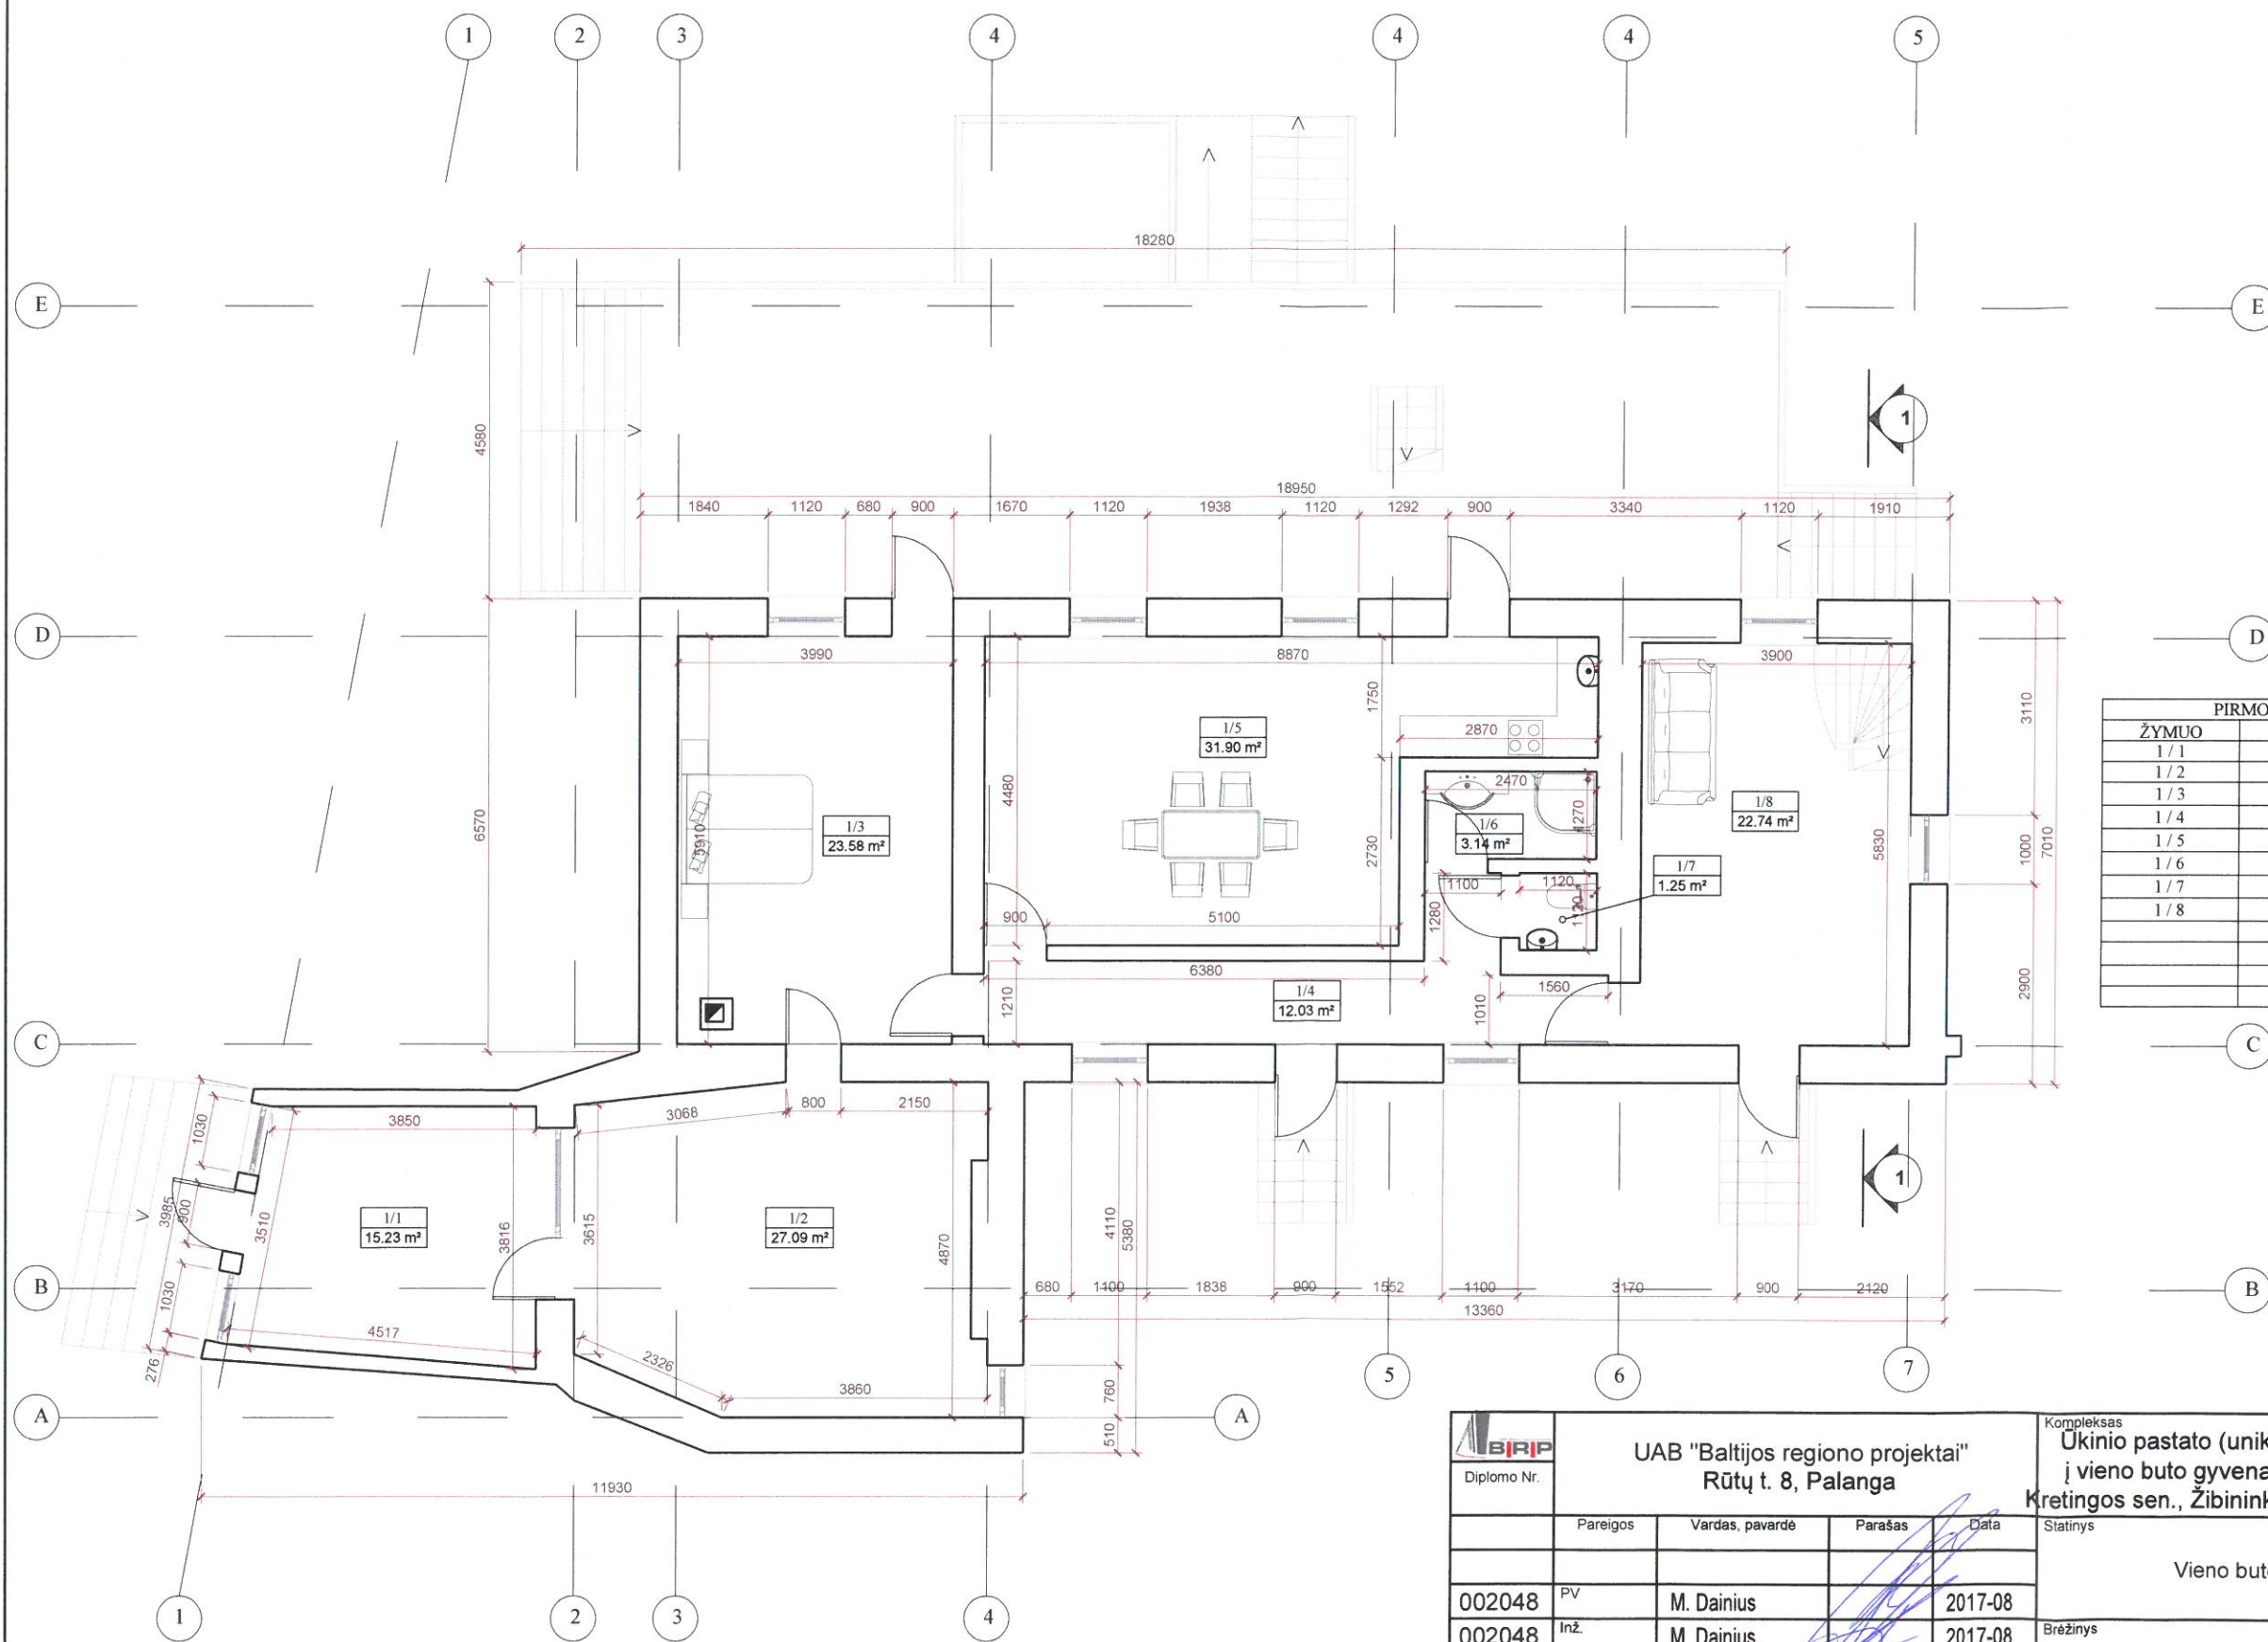 1 2 3 4 4 4 5
18280
E E
4580
1
18950
1840 1120 680 900 1670 1120 1938 1120 1292 900 3340 1120 1910
D D
3990 8870 3900
1750
3110
2870
1/5
31.90 m²
PIRMO
ŽYMUO
1 / 1
1 / 2
1 / 3
1 / 4
1 / 5
1 / 6
1 / 7
1 / 8
6570
5910
4480
2470
1270
1/3
23.58 m²
1/6
3.14 m²
1/8
22.74 m²
2730
5830
1000
7010
1/7
1.25 m²
1100
1120
1120
1280
900 5100
6380
1210
1/4
12.03 m²
1010
1560
2900
C C
1030
3850
3068
800
2150
3985
900
3510
1/1
15.23 m²
3816
3615
1/2
27.09 m²
4870
4110
5380
1
B B
1030
680 1100 1838 900 1552 1100 3170 900 2120
13360
4517
276
2326
3860
760
510
5 6 7
A A
11930
1 2 3 4
BRP
Diplomo Nr.
UAB "Baltijos regiono projektai"
Rūtų t. 8, Palanga
Kompleksas
Ūkinio pastato (unik
į vieno buto gyvena
Kretingos sen., Žibinink
Pareigos Vardas, pavardė Parašas Data
Statinys
Vieno but
002048 PV M. Dainius 2017-08
002048 Inž. M. Dainius 2017-08
Brėžinys